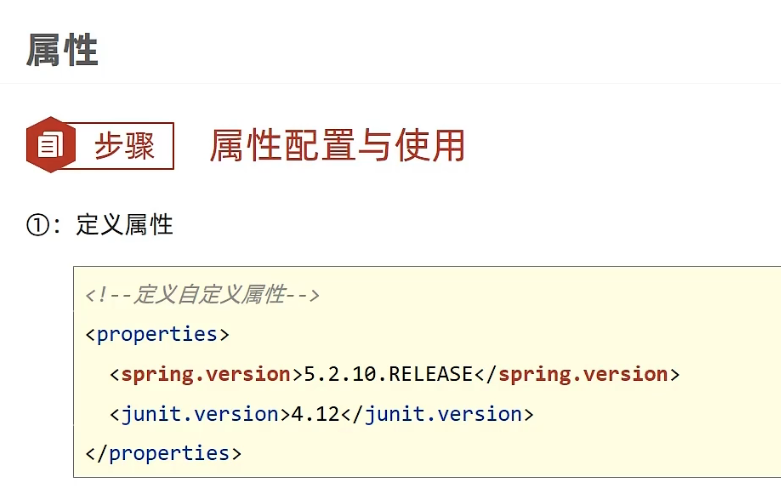 属性
步骤 属性配置与使用
①：定义属性
<!--定义自定义属性-->
<properties>
<spring.version>5.2.10.RELEASE</spring.version>
<junit.version>4.12</junit.version>
</properties>